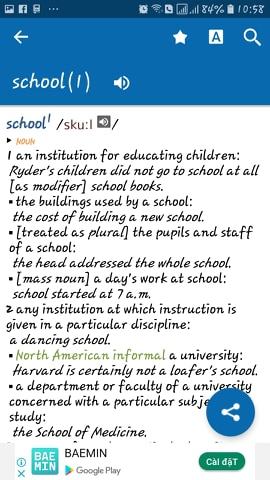 84% 10:58
A
school(1)
school¹ /skuːl /
NOUN
1 an institution for educating children:
Ryder's children did not go to school at all
[as modifier] school books.
▪ the buildings used by a school:
the cost of building a new school.
▪ [treated as plural] the pupils and staff
of a school:
the head addressed the whole school.
▪ [mass noun] a day's work at school:
school started at 7 a.m.
2 any institution at which instruction is
given in a particular discipline:
a dancing school.
▪ North American informal a university:
Harvard is certainly not a loafer's school.
▪ a department or faculty of a university
concerned with a particular
study:
the School of Medicine.
BAE
MIN
BAEMIN
Google Play
Cài đặT